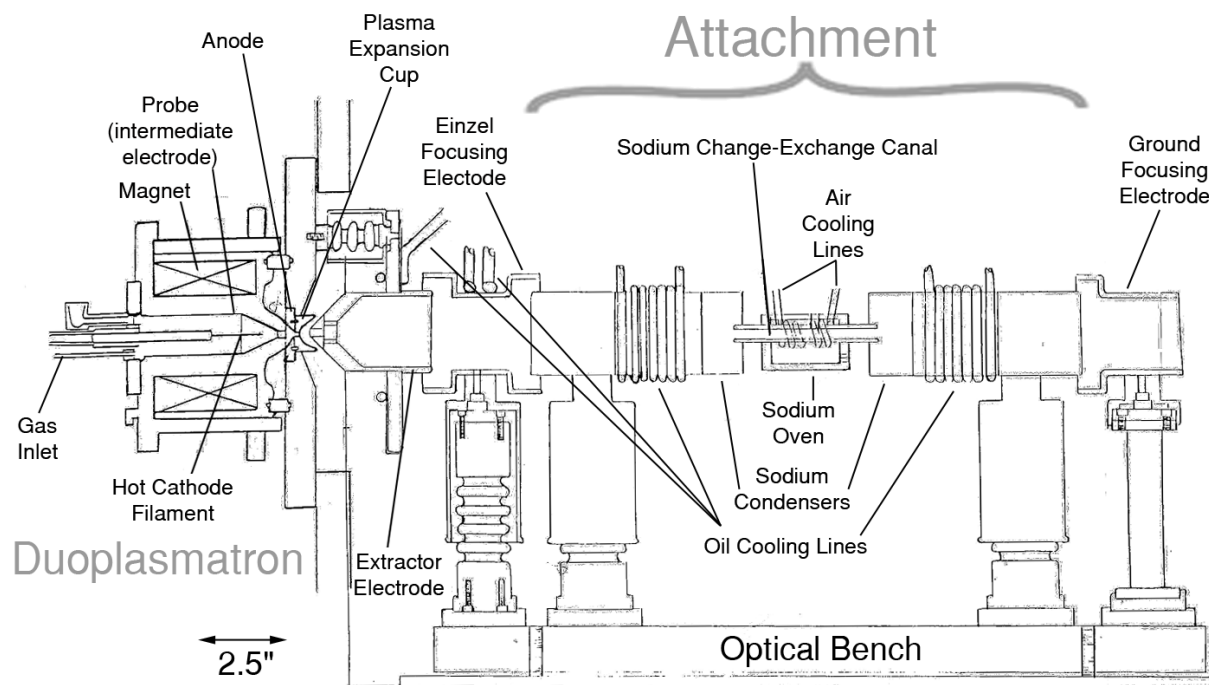 Attachment
Anode
Plasma
Expansion
Cup
Probe
(intermediate
electrode)
Magnet
Einzel
Focusing
Electode
Sodium Change-Exchange Canal
Air
Cooling
Lines
Ground
Focusing
Electrode
Gas
Inlet
Hot Cathode
Filament
Duoplasmatron
Extractor
Electrode
Sodium
Oven
Sodium
Condensers
Oil Cooling Lines
2.5"
Optical Bench